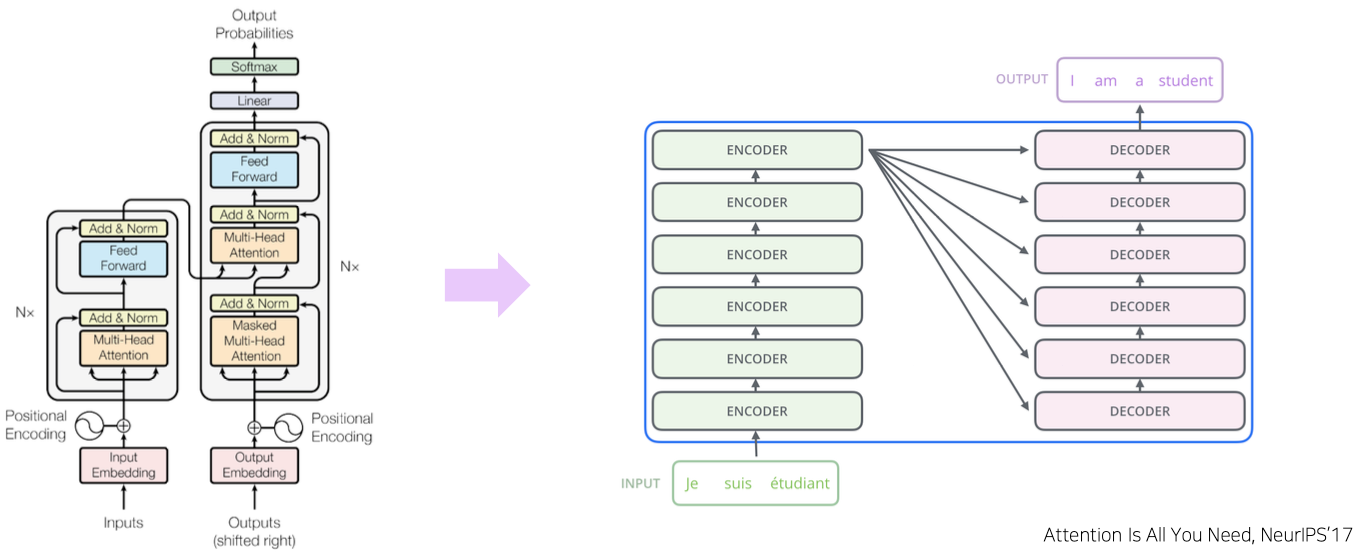 Output
Probabilities
Softmax
Linear
Add & Norm
Feed
Forward
Add & Norm
Multi-Head
Attention
Add & Norm
Masked
Multi-Head
Attention
Nx
Add & Norm
Feed
Forward
Add & Norm
Multi-Head
Attention
Nx
Positional
Encoding
Positional
Encoding
Input
Embedding
Output
Embedding
Inputs
Outputs
(shifted right)
OUTPUT I am a student
ENCODER
ENCODER
ENCODER
ENCODER
ENCODER
ENCODER
DECODER
DECODER
DECODER
DECODER
DECODER
DECODER
INPUT Je suis étudiant
Attention Is All You Need, NeurIPS’17